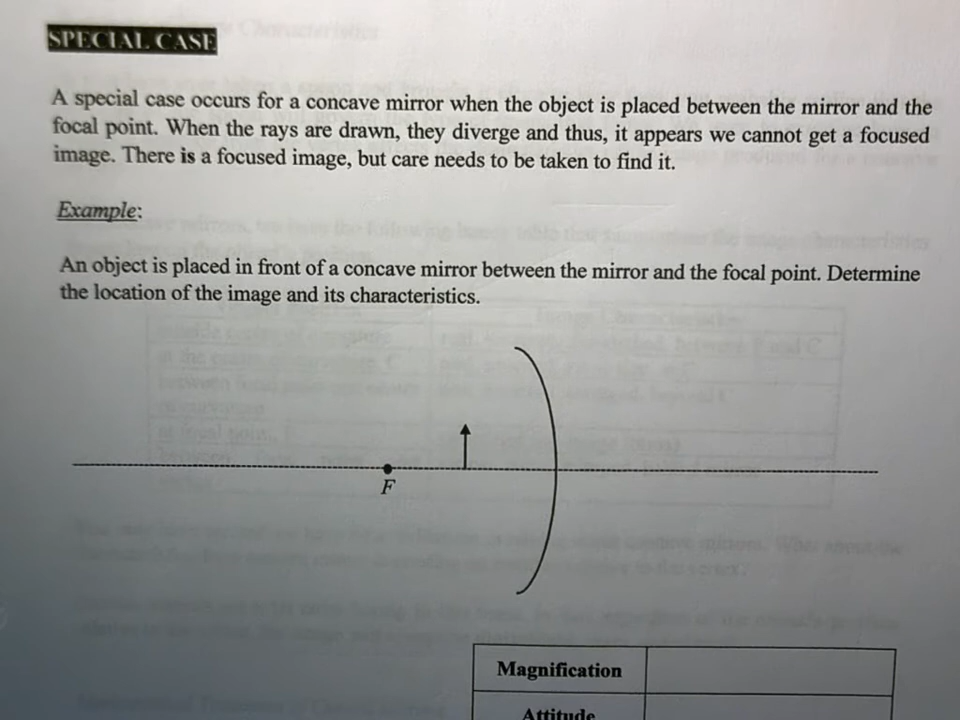 SPECIAL CASE
A special case occurs for a concave mirror when the object is placed between the mirror and the
focal point. When the rays are drawn, they diverge and thus, it appears we cannot get a focused
image. There is a focused image, but care needs to be taken to find it.
Example:
An object is placed in front of a concave mirror between the mirror and the focal point. Determine
the location of the image and its characteristics.
F
Magnification
Attitude